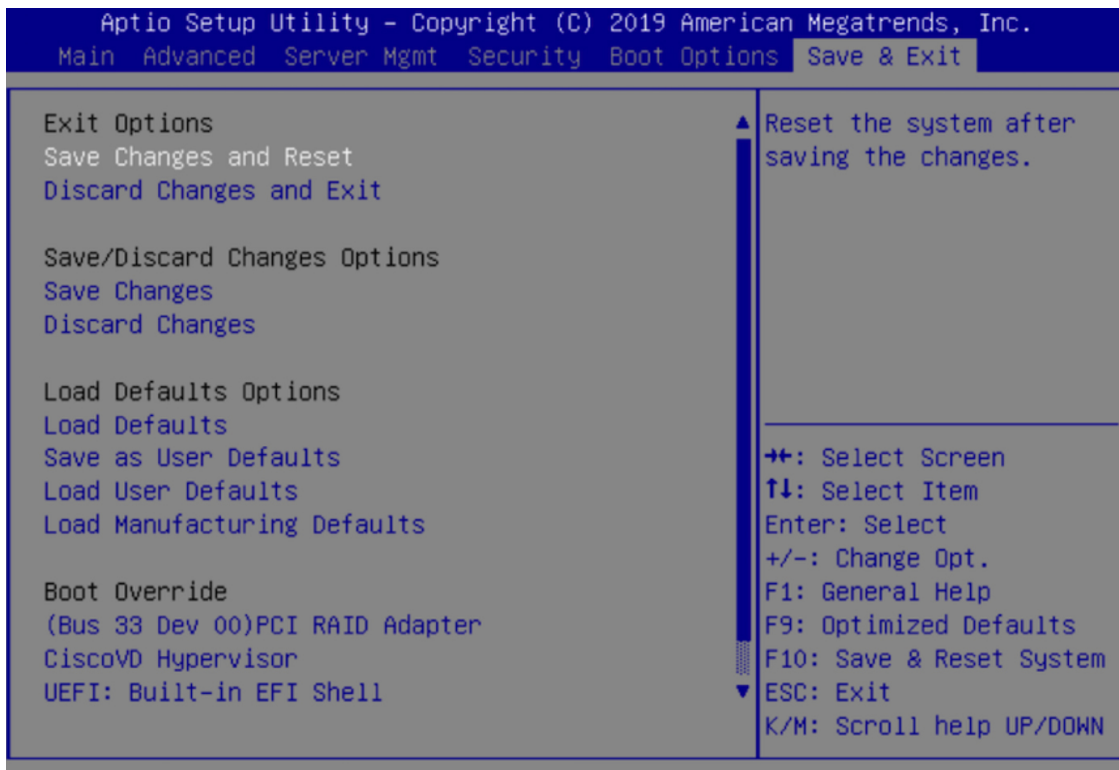 Aptio Setup Utility – Copyright (C) 2019 American Megatrends, Inc.
Main Advanced Server Mgmt Security Boot Options Save & Exit
Exit Options
Save Changes and Reset
Discard Changes and Exit
Save/Discard Changes Options
Save Changes
Discard Changes
Load Defaults Options
Load Defaults
Save as User Defaults
Load User Defaults
Load Manufacturing Defaults
Boot Override
(Bus 33 Dev 00)PCI RAID Adapter
CiscoVD Hypervisor
UEFI: Built-in EFI Shell
Reset the system after
saving the changes.
→←: Select Screen
↑↓: Select Item
Enter: Select
+/-: Change Opt.
F1: General Help
F9: Optimized Defaults
F10: Save & Reset System
ESC: Exit
K/M: Scroll help UP/DOWN